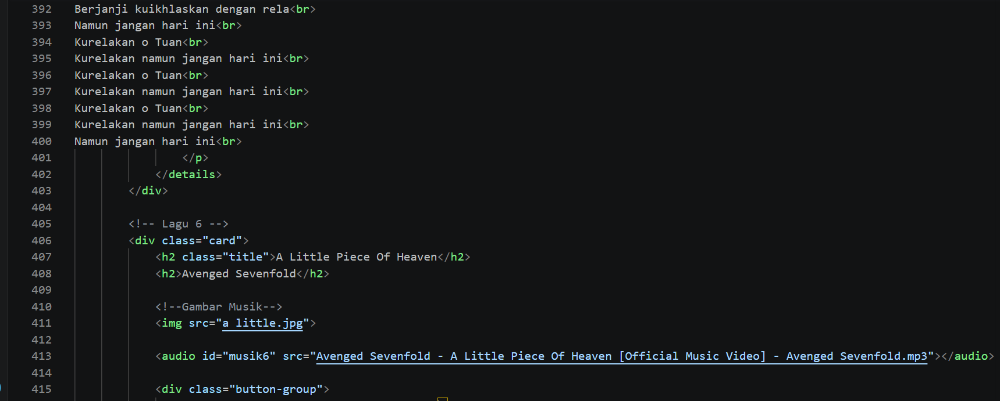 392 Berjanji kuikhlaskan dengan rela<br>
393 Namun jangan hari ini<br>
394 Kurelakan o Tuan<br>
395 Kurelakan namun jangan hari ini<br>
396 Kurelakan o Tuan<br>
397 Kurelakan namun jangan hari ini<br>
398 Kurelakan o Tuan<br>
399 Kurelakan namun jangan hari ini<br>
400 Namun jangan hari ini<br>
401 </p>
402 </details>
403 </div>
404
405 <!-- Lagu 6 -->
406 <div class="card">
407 <h2 class="title">A Little Piece Of Heaven</h2>
408 <h2>Avenged Sevenfold</h2>
409
410 <!--Gambar Musik-->
411 <img src="a little.jpg">
412
413 <audio id="musik6" src="Avenged Sevenfold - A Little Piece Of Heaven [Official Music Video] - Avenged Sevenfold.mp3"></audio>
414
415 <div class="button-group">